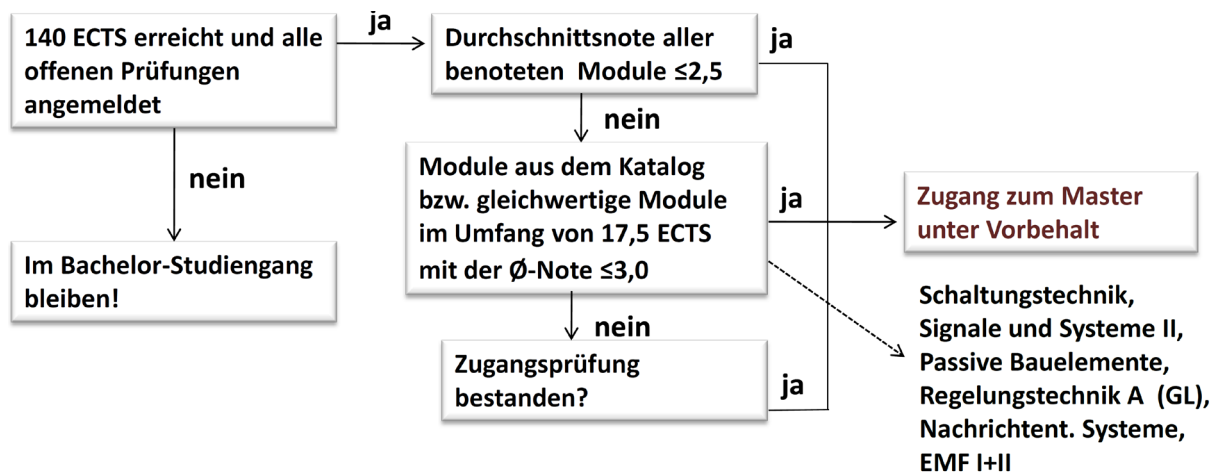 140 ECTS erreicht und alle
offenen Prüfungen
angemeldet
ja
Durchschnittsnote aller
benoteten Module ≤2,5
ja
nein
nein
Module aus dem Katalog
bzw. gleichwertige Module
im Umfang von 17,5 ECTS
mit der Ø-Note ≤3,0
ja
Zugang zum Master
unter Vorbehalt
Im Bachelor-Studiengang
bleiben!
nein
Zugangsprüfung
bestanden?
ja
Schaltungstechnik,
Signale und Systeme II,
Passive Bauelemente,
Regelungstechnik A (GL),
Nachrichtent. Systeme,
EMF I+II